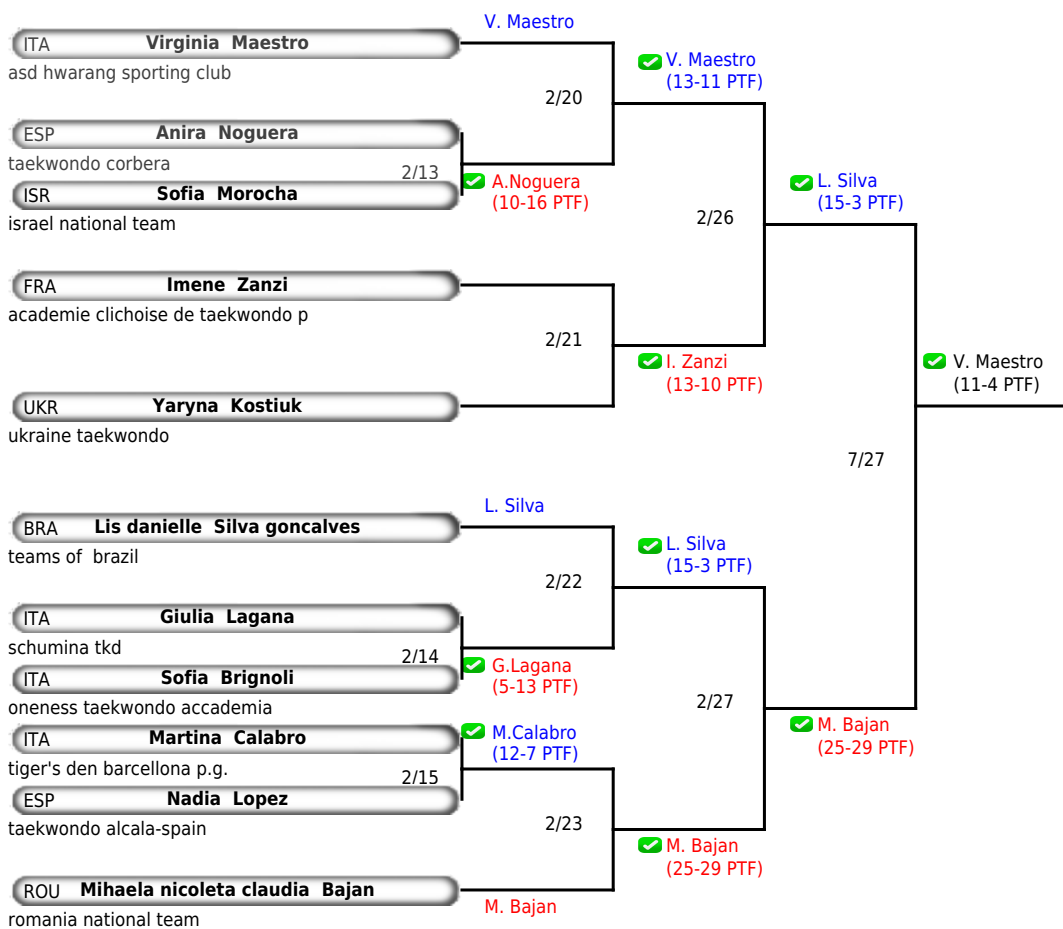 V. Maestro
ITA Virginia Maestro
asd hwarang sporting club
V. Maestro
(13-11 PTF)
2/20
ESP Anira Noguera
taekwondo corbera
2/13
A.Noguera
(10-16 PTF)
ISR Sofia Morocha
israel national team
L. Silva
(15-3 PTF)
2/26
FRA Imene Zanzi
academie clichoise de taekwondo p
2/21
I. Zanzi
(13-10 PTF)
V. Maestro
(11-4 PTF)
UKR Yaryna Kostiuk
ukraine taekwondo
7/27
L. Silva
BRA Lis danielle Silva goncalves
teams of brazil
L. Silva
(15-3 PTF)
2/22
ITA Giulia Lagana
schumina tkd
2/14
G.Lagana
(5-13 PTF)
ITA Sofia Brignoli
oneness taekwondo accademia
2/27
ITA Martina Calabro
tiger's den barcellona p.g.
M.Calabro
(12-7 PTF)
M. Bajan
(25-29 PTF)
2/15
ESP Nadia Lopez
taekwondo alcala-spain
2/23
M. Bajan
(25-29 PTF)
ROU Mihaela nicoleta claudia Bajan
romania national team
M. Bajan